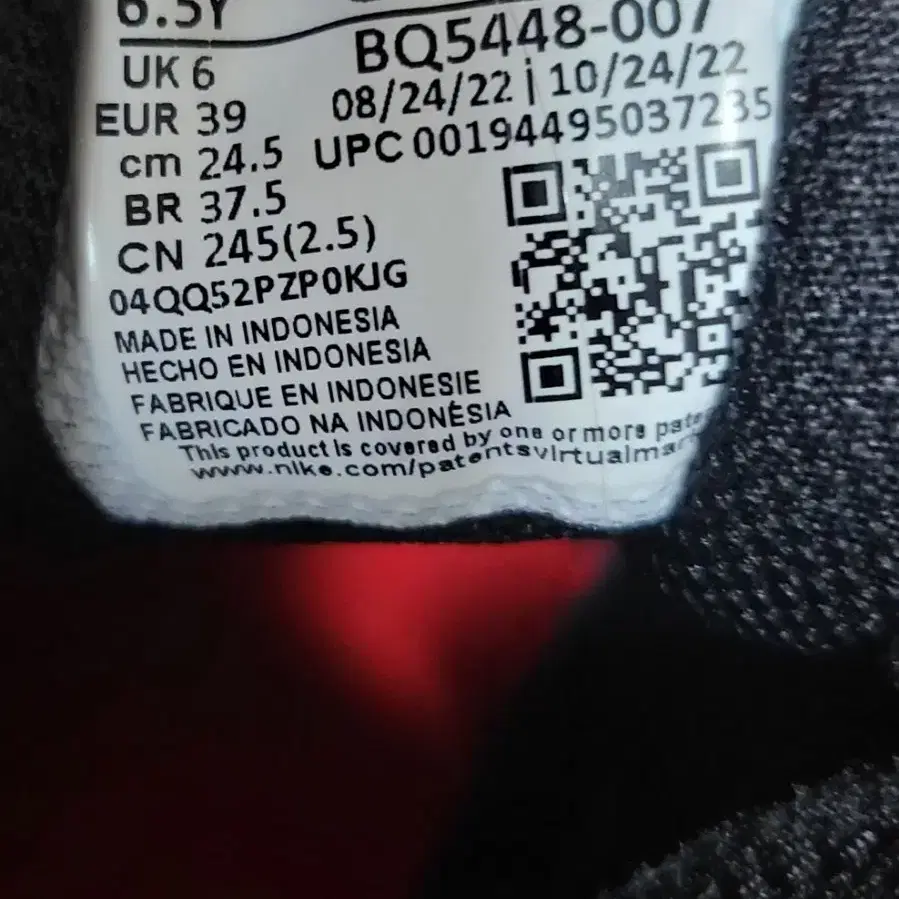 6.5Y
UK 6
EUR 39
cm 24.5
BR 37.5
CN 245(2.5)
BQ5448-007
08/24/22 | 10/24/22
UPC 00194495037235
04QQ52PZP0KJG
MADE IN INDONESIA
HECHO EN INDONESIA
FABRIQUE EN INDONESIE
FABRICADO NA INDONÉSIA
This product is covered by one or more
www.nike.com/patentsvirtualmar